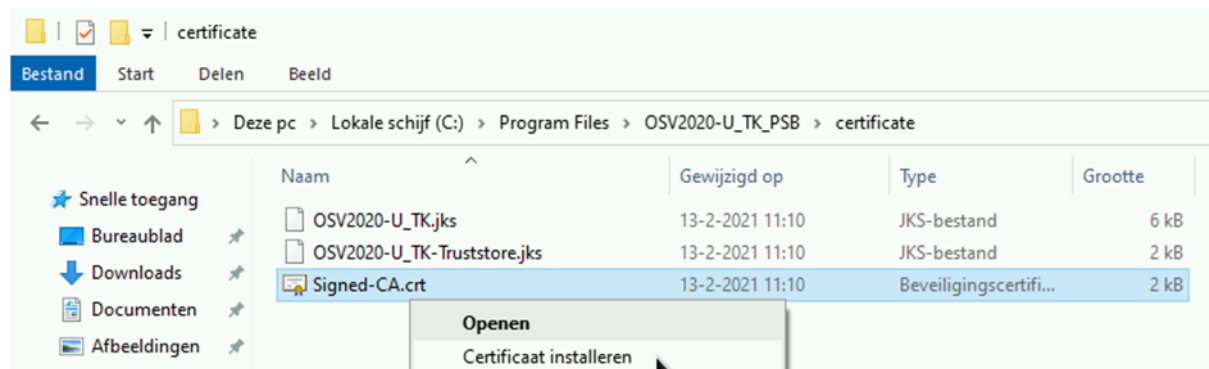 certificate
Bestand Start Delen Beeld
Deze pc > Lokale schijf (C:) > Program Files > OSV2020-U_TK_PSB > certificate
Naam Gewijzigd op Type Grootte
Snelle toegang
OSV2020-U_TK.jks 13-2-2021 11:10 JKS-bestand 6 kB
Bureaublad
OSV2020-U_TK-Truststore.jks 13-2-2021 11:10 JKS-bestand 2 kB
Downloads
Signed-CA.crt 13-2-2021 11:10 Beveiligingscertifi... 2 kB
Documenten
Openen
Afbeeldingen
Certificaat installeren